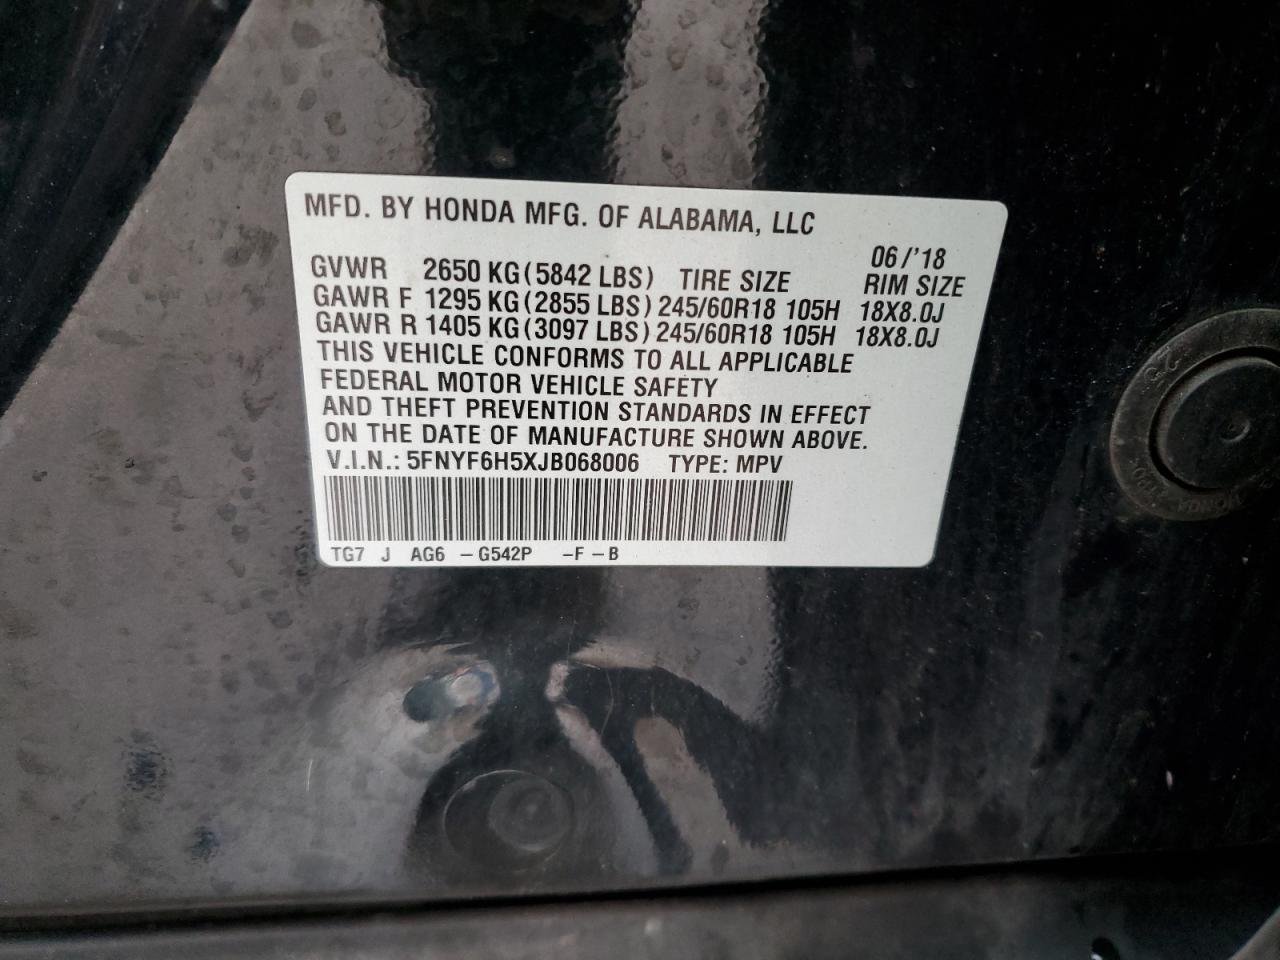 MFD. BY HONDA MFG. OF ALABAMA, LLC
06/'18
GVWR 2650 KG(5842 LBS) TIRE SIZE RIM SIZE
GAWR F 1295 KG(2855 LBS) 245/60R18 105H 18X8.0J
GAWR R 1405 KG(3097 LBS) 245/60R18 105H 18X8.0J
THIS VEHICLE CONFORMS TO ALL APPLICABLE
FEDERAL MOTOR VEHICLE SAFETY
AND THEFT PREVENTION STANDARDS IN EFFECT
ON THE DATE OF MANUFACTURE SHOWN ABOVE.
V.I.N.: 5FNYF6H5XJB068006 TYPE: MPV
TG7 J AG6 -G542P -F -B